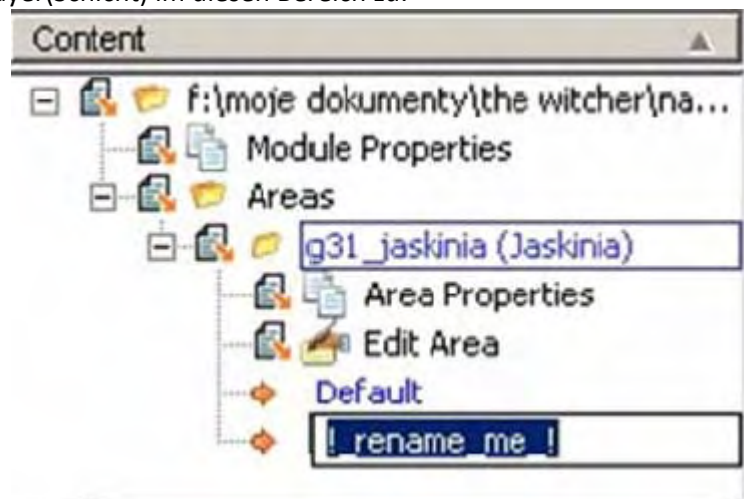 Content
f:\moje dokumenty\the witcher\na...
Module Properties
Areas
g31_jaskinia (Jaskinia)
Area Properties
Edit Area
Default
!_rename_me_!